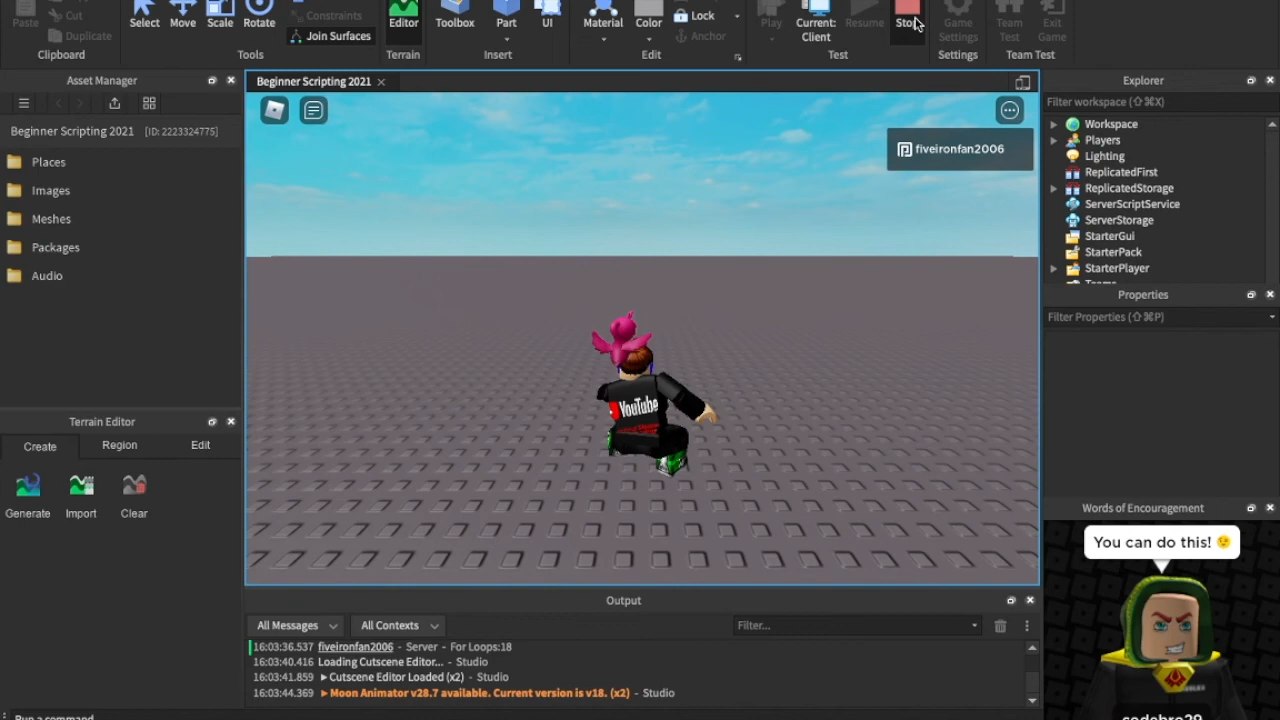 Paste
Cut
Duplicate
Clipboard
Select
Move
Scale
Rotate
Constraints
Join Surfaces
Tools
Editor
Terrain
Toolbox
Part
UI
Insert
Material
Color
Lock
Anchor
Edit
Play
Current:
Client
Resume
Stop
Test
Game
Settings
Settings
Team
Test
Exit
Game
Team Test
Asset Manager
Beginner Scripting 2021 [ID: 2223324775]
Places
Images
Meshes
Packages
Audio
Terrain Editor
Create
Region
Edit
Generate
Import
Clear
Beginner Scripting 2021
fiveironfan2006
YouTube
Output
All Messages
All Contexts
Filter...
16:03:36.537 fiveironfan2006 - Server - For Loops:18
16:03:40.416 Loading Cutscene Editor... - Studio
16:03:41.859 Cutscene Editor Loaded (x2) - Studio
16:03:44.369 Moon Animator v28.7 available. Current version is v18. (x2) - Studio
Run a command
Explorer
Filter workspace (⇧⌘X)
Workspace
Players
Lighting
ReplicatedFirst
ReplicatedStorage
ServerScriptService
ServerStorage
StarterGui
StarterPack
StarterPlayer
Teams
Properties
Filter Properties (⇧⌘P)
Words of Encouragement
You can do this! 😉
codebro29